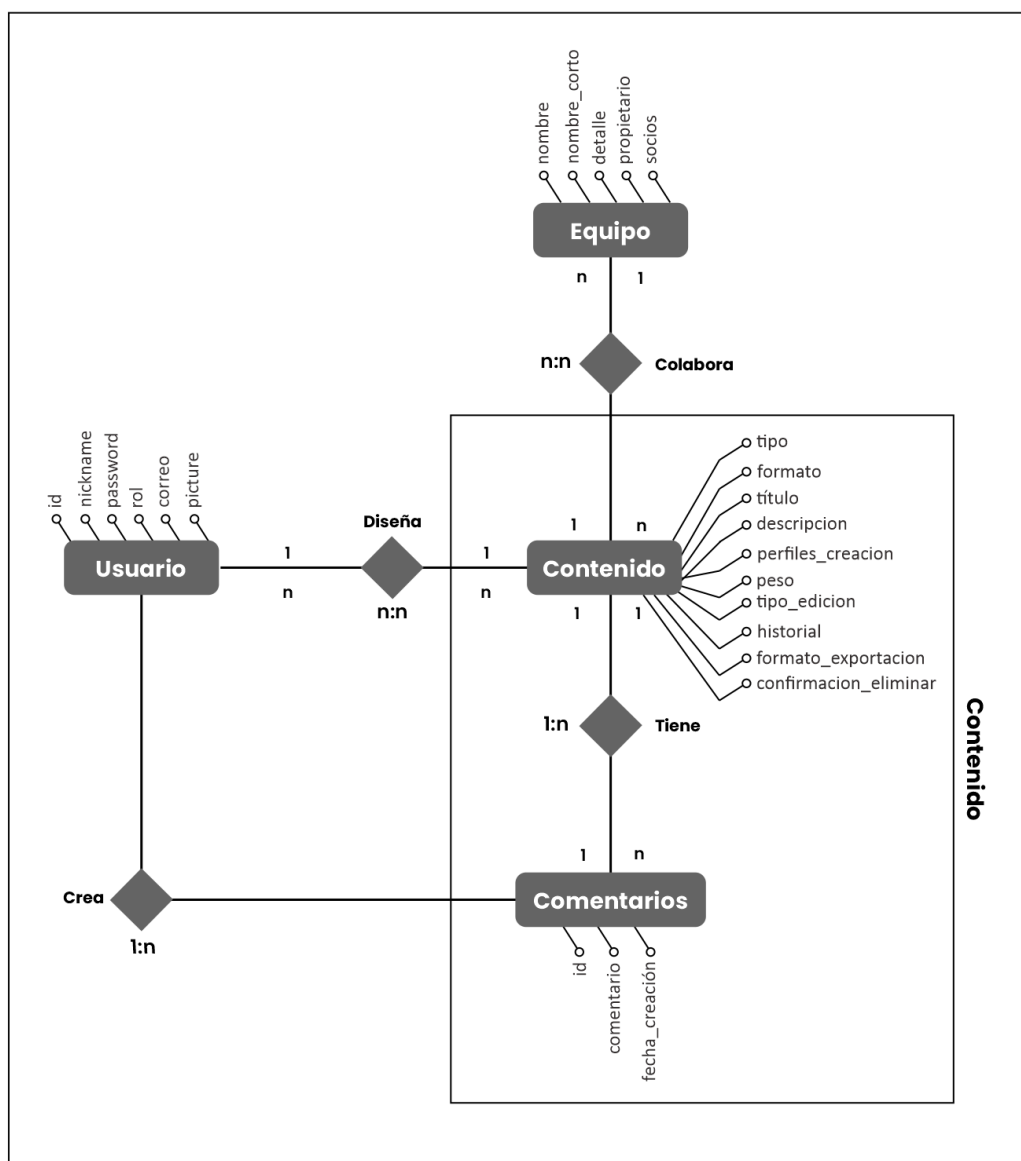 nombre
nombre_corto
detalle
propietario
socios
Equipo
n 1
n:n Colabora
id
nickname
password
rol
correo
picture
Usuario
1
n
Diseña
n:n
1
n
1 n
Contenido
1 1
tipo
formato
título
descripcion
perfiles_creacion
peso
tipo_edicion
historial
formato_exportacion
confirmacion_eliminar
Contenido
1:n Tiene
1 n
Comentarios
Crea
1:n
id
comentario
fecha_creación